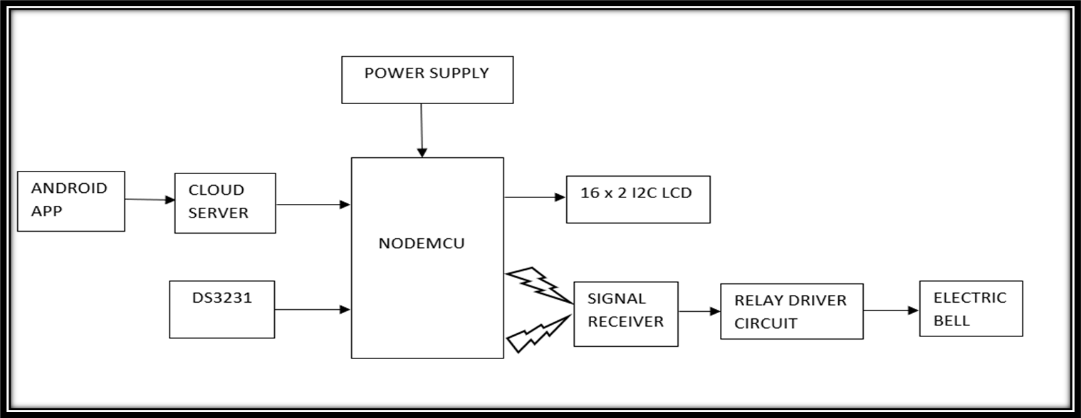 POWER SUPPLY
ANDROID
APP
CLOUD
SERVER
NODEMCU
16 x 2 I2C LCD
DS3231
SIGNAL
RECEIVER
RELAY DRIVER
CIRCUIT
ELECTRIC
BELL